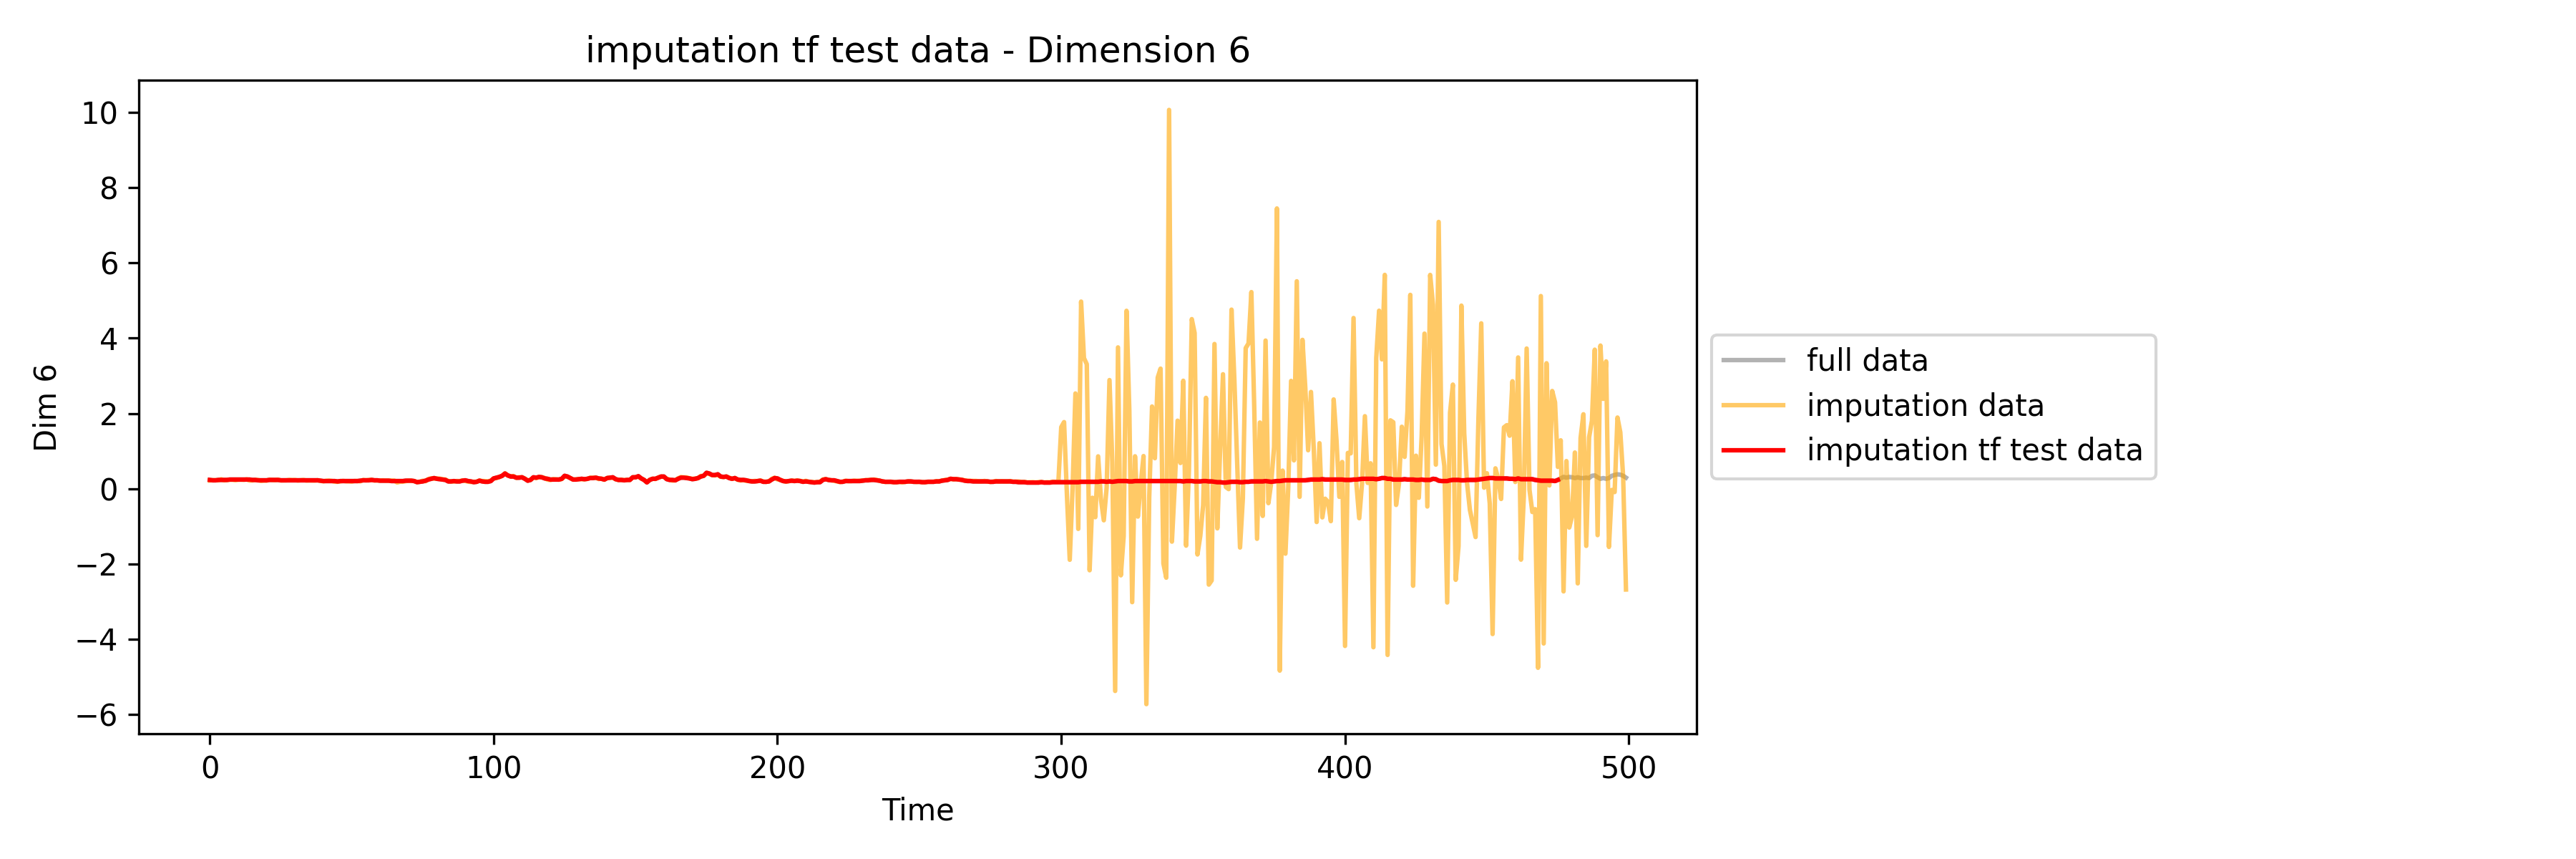 imputation tf test data - Dimension 6
10
8
6
4
2
0
−2
−4
−6
Dim 6
0
100
200
300
400
500
Time
full data
imputation data
imputation tf test data